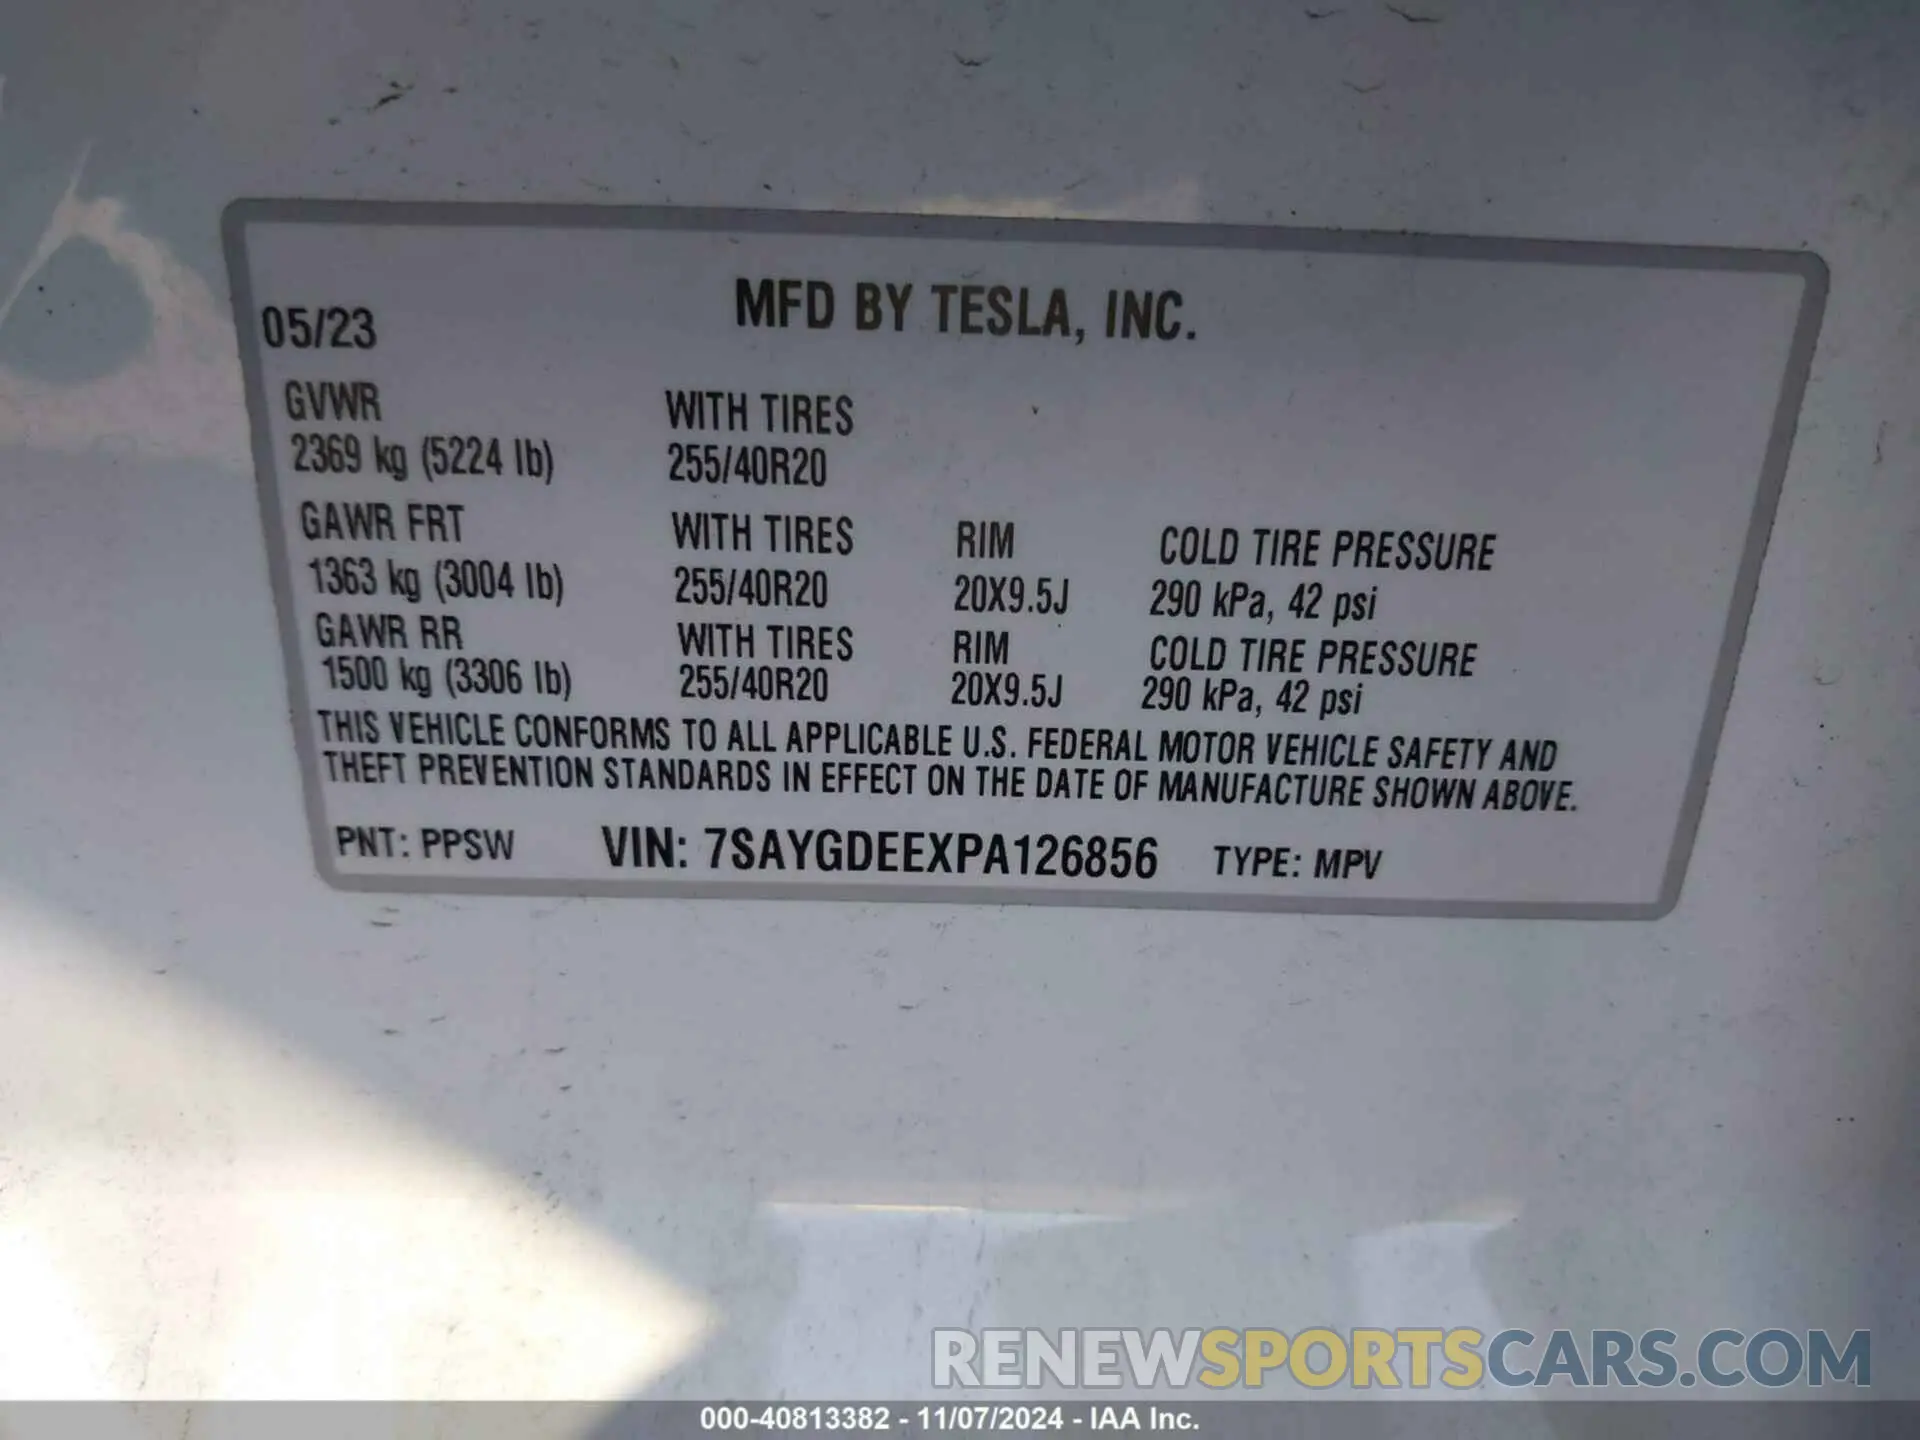 MFD BY TESLA, INC.
05/23
GVWR WITH TIRES
2369 kg (5224 lb) 255/40R20
GAWR FRT WITH TIRES RIM COLD TIRE PRESSURE
1363 kg (3004 lb) 255/40R20 20X9.5J 290 kPa, 42 psi
GAWR RR WITH TIRES RIM COLD TIRE PRESSURE
1500 kg (3306 lb) 255/40R20 20X9.5J 290 kPa, 42 psi
THIS VEHICLE CONFORMS TO ALL APPLICABLE U.S. FEDERAL MOTOR VEHICLE SAFETY AND
THEFT PREVENTION STANDARDS IN EFFECT ON THE DATE OF MANUFACTURE SHOWN ABOVE.
PNT: PPSW VIN: 7SAYGDEEXPA126856 TYPE: MPV
RENEWSPORTSCARS.COM
000-40813382 - 11/07/2024 - IAA Inc.